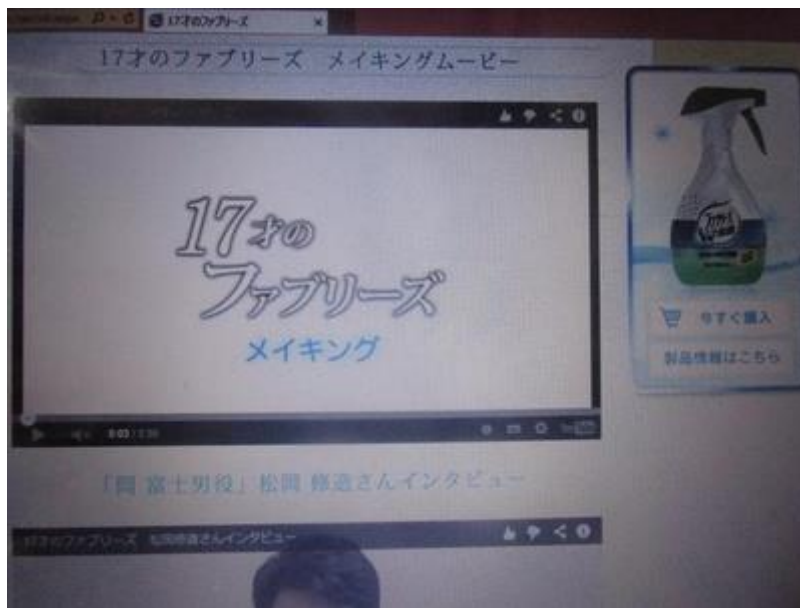 17才のファブリーズ
17才のファブリーズ メイキングムービー
17才の
ファブリーズ
メイキング
0:03
今すぐ購入
製品情報はこちら
「間 富士男役」松岡 修造さんインタビュー
17才のファブリーズ 松岡修造さんインタビュー